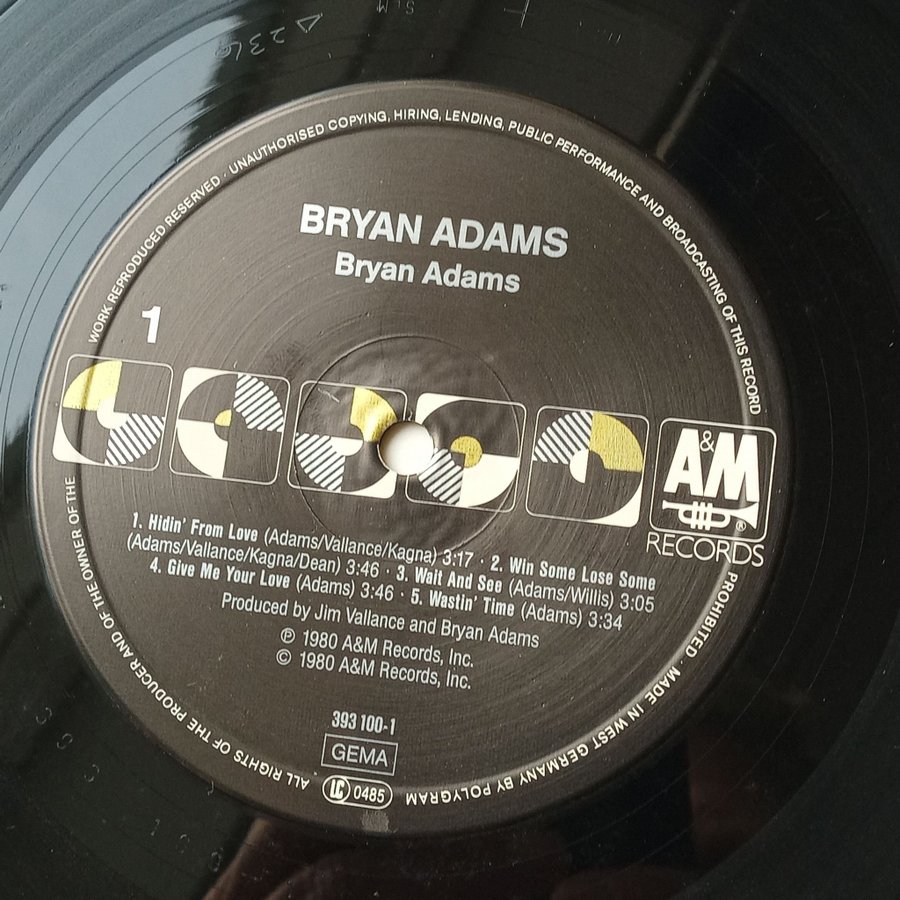 WORK REPRODUCED RESERVED · UNAUTHORISED COPYING, HIRING, LENDING, PUBLIC PERFORMANCE AND BROADCASTING OF THIS RECORD
BRYAN ADAMS
Bryan Adams
1
A&M
®
RECORDS
1. Hidin' From Love (Adams/Vallance/Kagna) 3:17 · 2. Win Some Lose Some
(Adams/Vallance/Kagna/Dean) 3:46 · 3. Wait And See (Adams/Willis) 3:05
4. Give Me Your Love (Adams) 3:46 · 5. Wastin' Time (Adams) 3:34
Produced by Jim Vallance and Bryan Adams
℗ 1980 A&M Records, Inc.
© 1980 A&M Records, Inc.
393 100-1
GEMA
LC 0485
PROHIBITED · MADE IN WEST GERMANY BY POLYGRAM
ALL RIGHTS OF THE PRODUCER AND OF THE OWNER OF THE